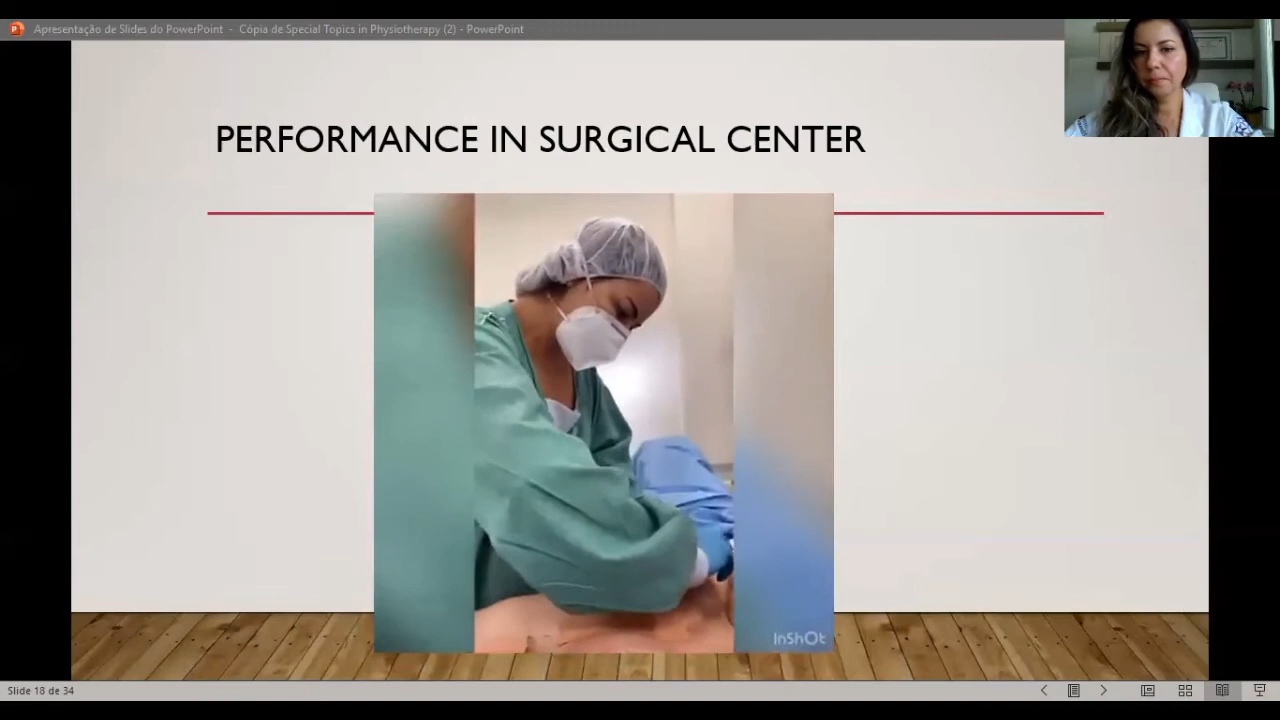 Apresentação de Slides do PowerPoint - Cópia de Special Topics in Physiotherapy (2) - PowerPoint
PERFORMANCE IN SURGICAL CENTER
InShOt
Slide 18 de 34